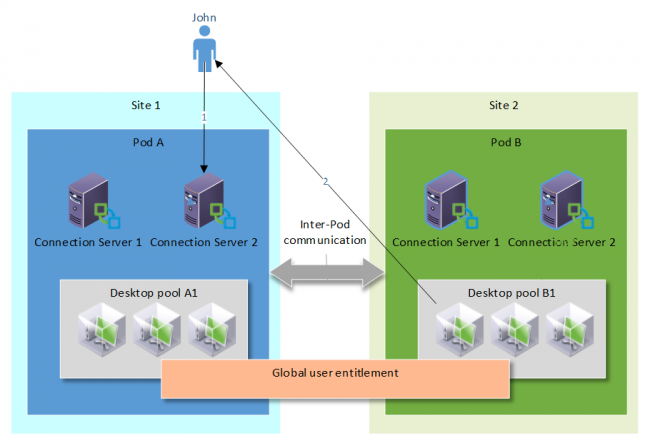 John
Site 1
Site 2
1
Pod A
Pod B
2
Inter-Pod
communication
Connection Server 1
Connection Server 2
Connection Server 1
Connection Server 2
Desktop pool A1
Desktop pool B1
Global user entitlement